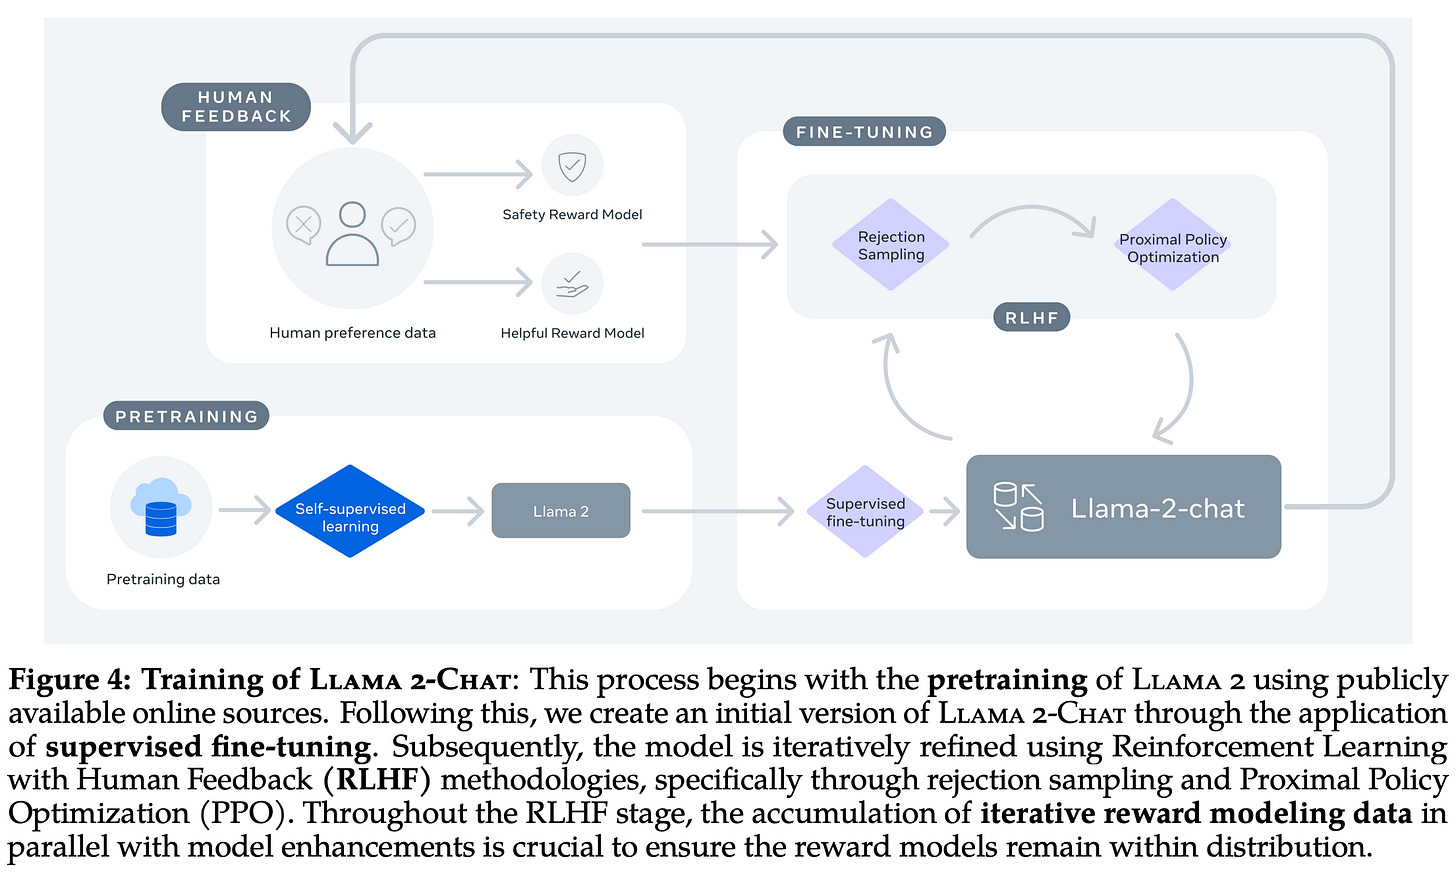 HUMAN
FEEDBACK
Safety Reward Model
Human preference data
Helpful Reward Model
FINE-TUNING
Rejection
Sampling
Proximal Policy
Optimization
RLHF
PRETRAINING
Pretraining data
Self-supervised
learning
Llama 2
Supervised
fine-tuning
Llama-2-chat
Figure 4: Training of Llama 2-Chat: This process begins with the pretraining of Llama 2 using publicly
available online sources. Following this, we create an initial version of Llama 2-Chat through the application
of supervised fine-tuning. Subsequently, the model is iteratively refined using Reinforcement Learning
with Human Feedback (RLHF) methodologies, specifically through rejection sampling and Proximal Policy
Optimization (PPO). Throughout the RLHF stage, the accumulation of iterative reward modeling data in
parallel with model enhancements is crucial to ensure the reward models remain within distribution.